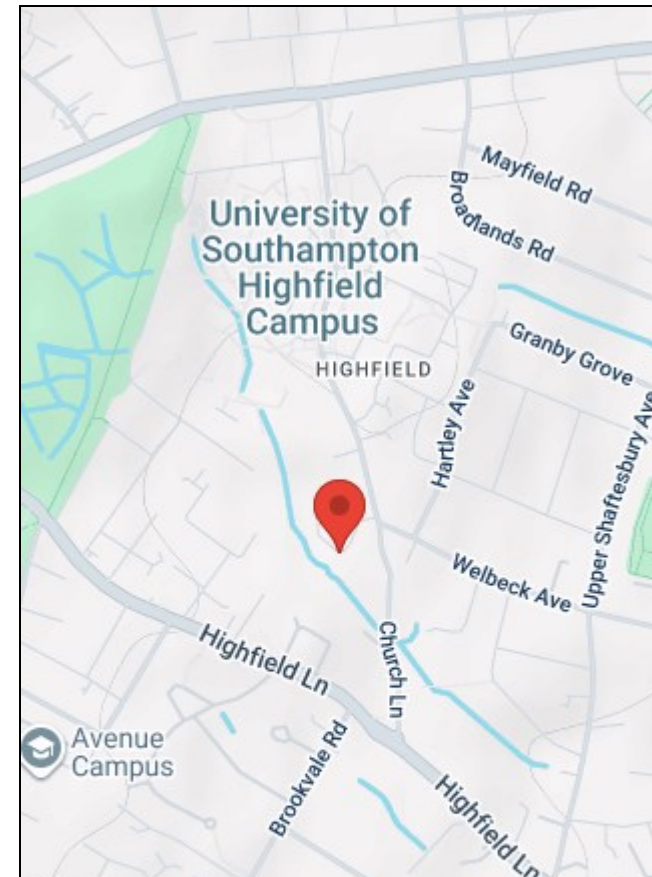 Mayfield Rd
Broadlands Rd
University of
Southampton
Highfield
Campus
Granby Grove
HIGHFIELD
Hartley Ave
Upper Shaftesbury Ave
Welbeck Ave
Church Ln
Highfield Ln
Avenue
Campus
Brookvale Rd
Highfield Ln